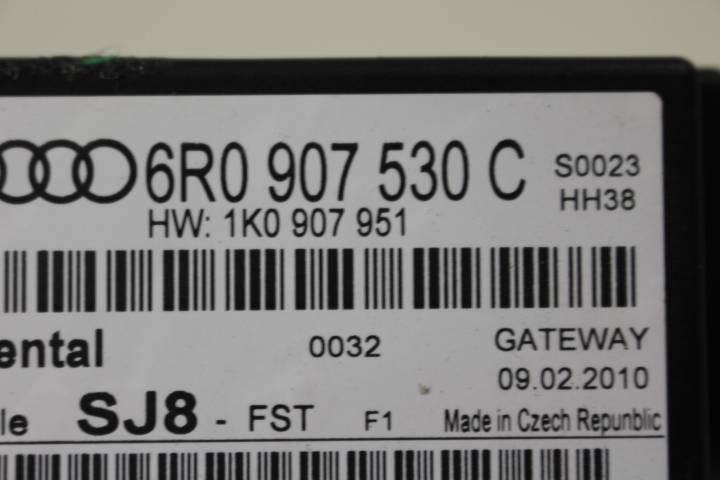 6R0 907 530 C S0023
HW: 1K0 907 951 HH38
ental 0032 GATEWAY
09.02.2010
le SJ8 - FST F1 Made in Czech Repunblic